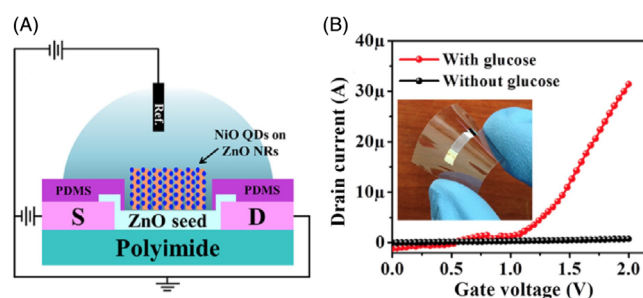 (A)
Ref.
NiO QDs on
ZnO NRs
PDMS
PDMS
S
ZnO seed
D
Polyimide
(B)
Drain current (A)
40μ
30μ
20μ
10μ
0
With glucose
Without glucose
0.0
0.5
1.0
1.5
2.0
Gate voltage (V)